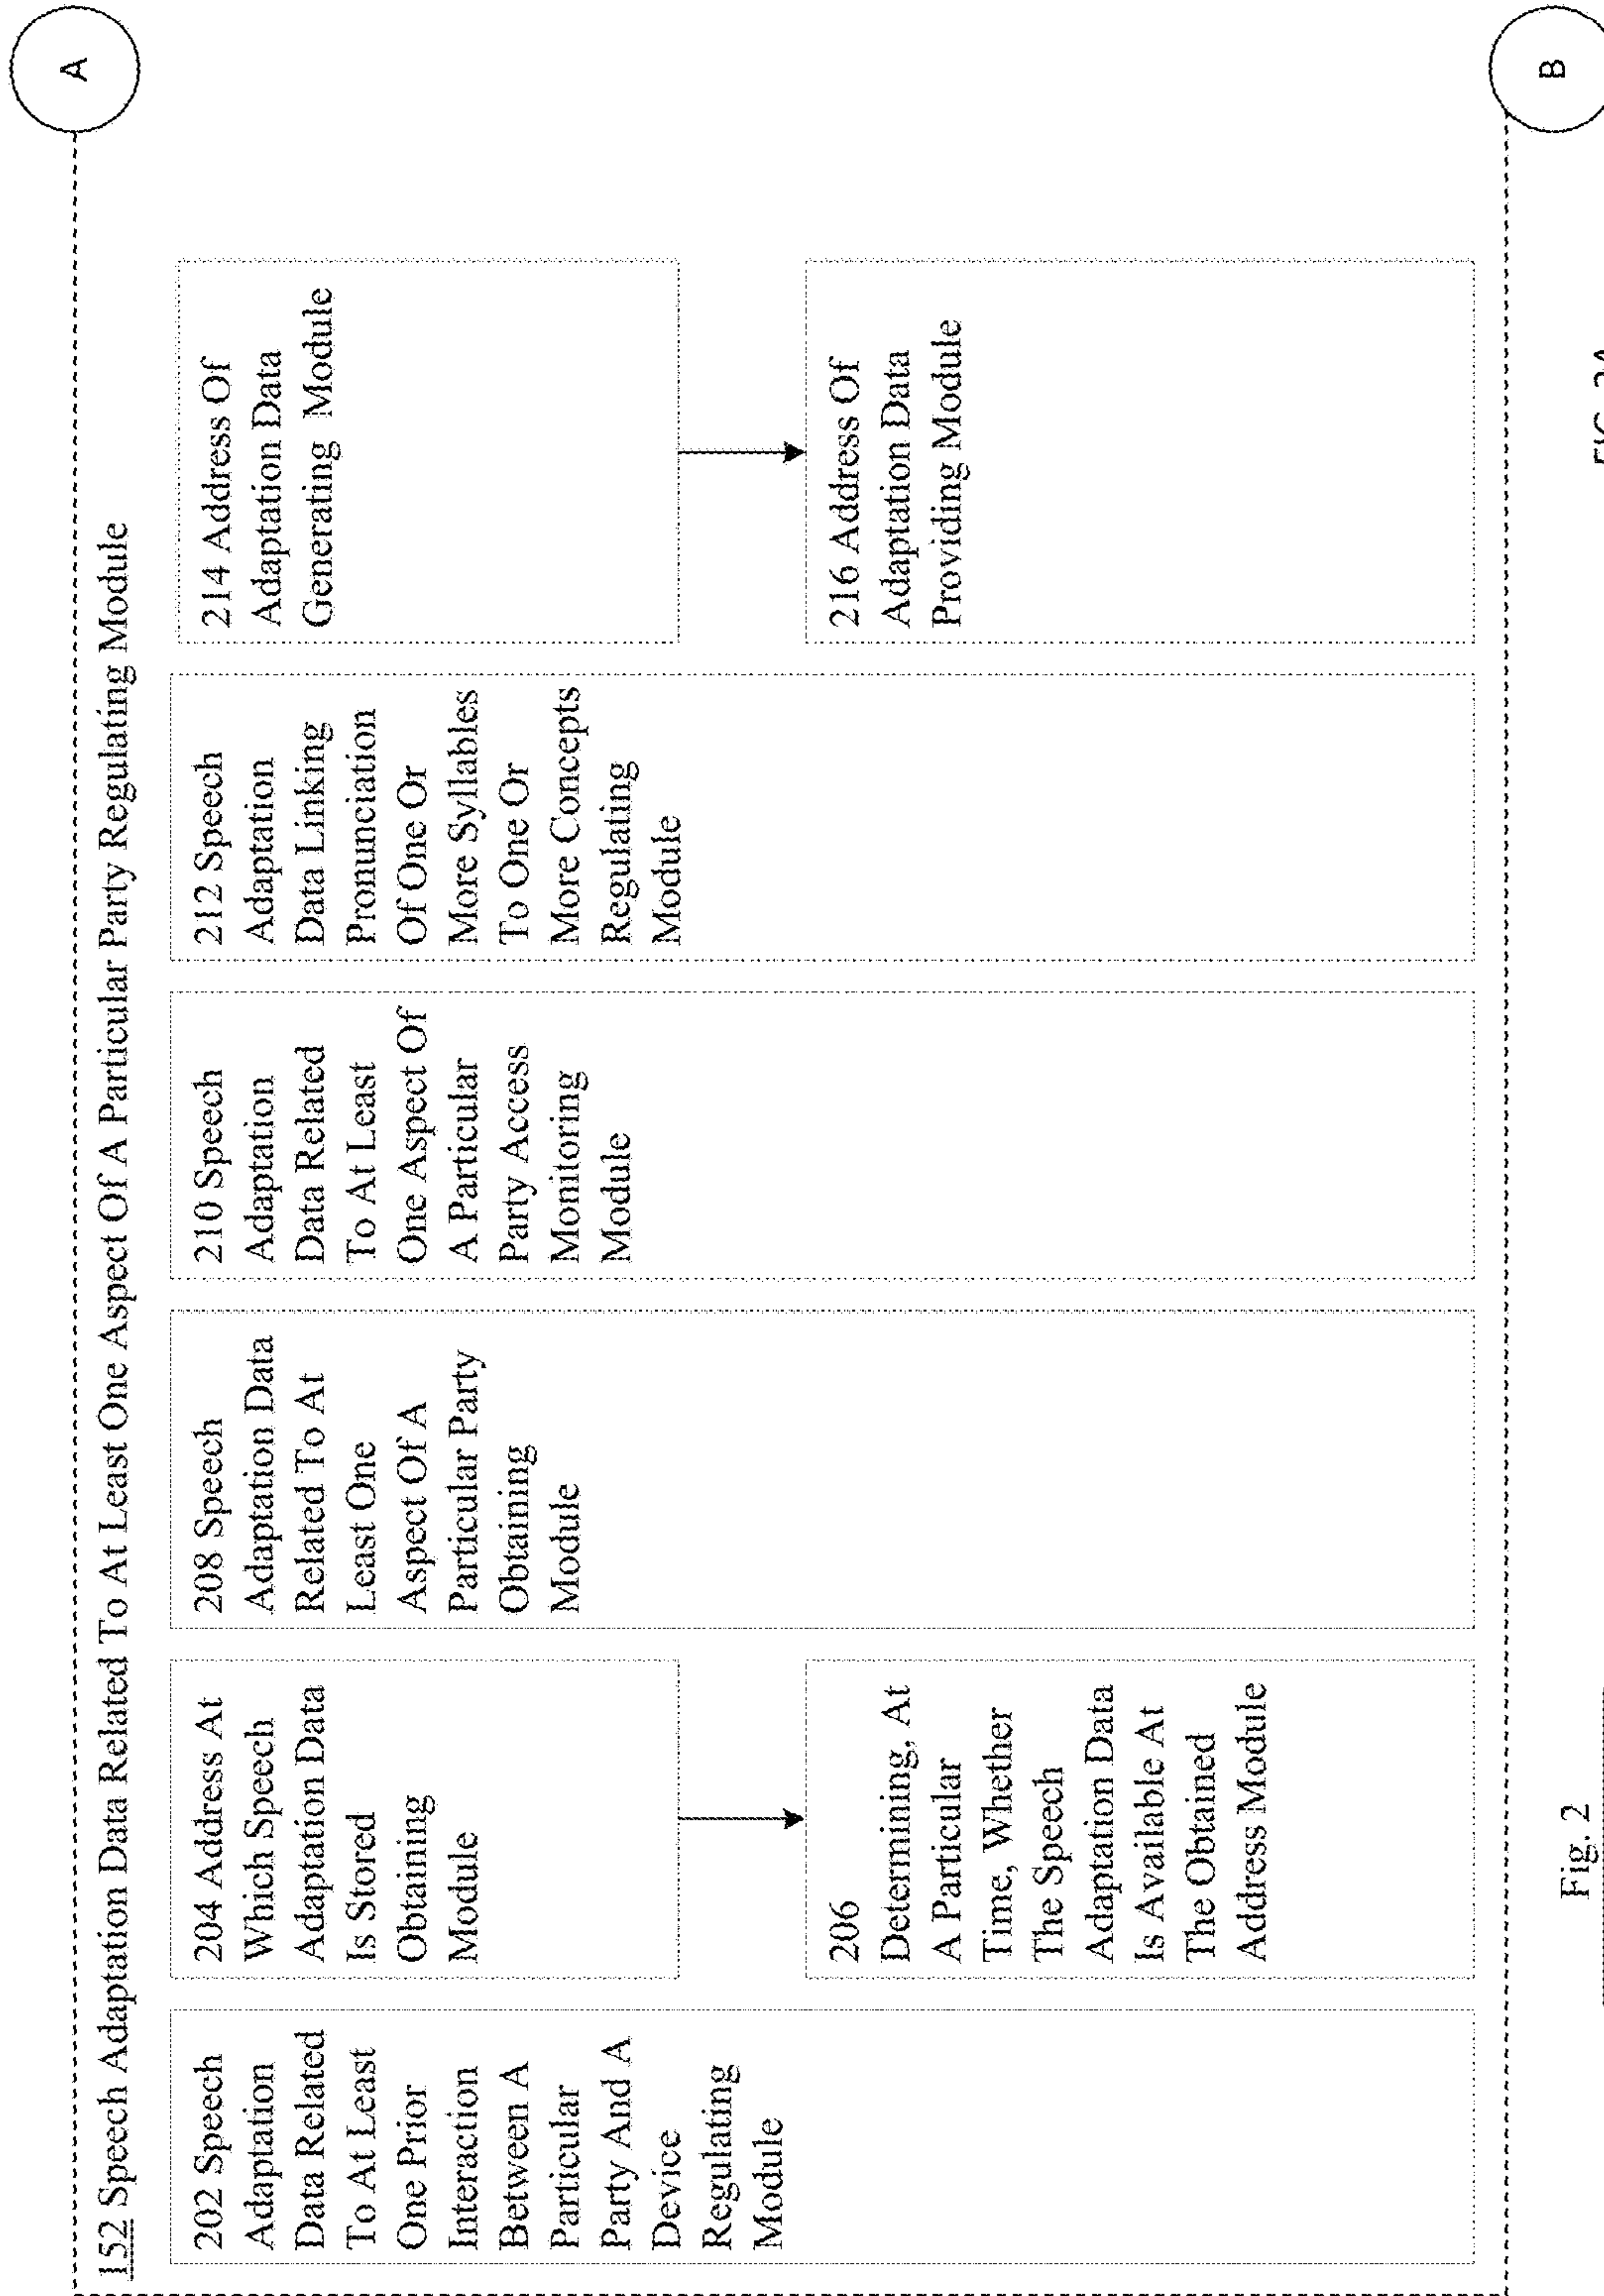 152 Speech Adaptation Data Related To At Least One Aspect Of A Particular Party Regulating Module
202 Speech
Adaptation
Data Related
To At Least
One Prior
Interaction
Between A
Particular
Party And A
Device
Regulating
Module
204 Address At
Which Speech
Adaptation Data
Is Stored
Obtaining
Module
206
Determining, At
A Particular
Time, Whether
The Speech
Adaptation Data
Is Available At
The Obtained
Address Module
208 Speech
Adaptation Data
Related To At
Least One
Aspect Of A
Particular Party
Obtaining
Module
210 Speech
Adaptation
Data Related
To At Least
One Aspect Of
A Particular
Party Access
Monitoring
Module
212 Speech
Adaptation
Data Linking
Pronunciation
Of One Or
More Syllables
To One Or
More Concepts
Regulating
Module
214 Address Of
Adaptation Data
Generating Module
216 Address Of
Adaptation Data
Providing Module
A
B
Fig. 2